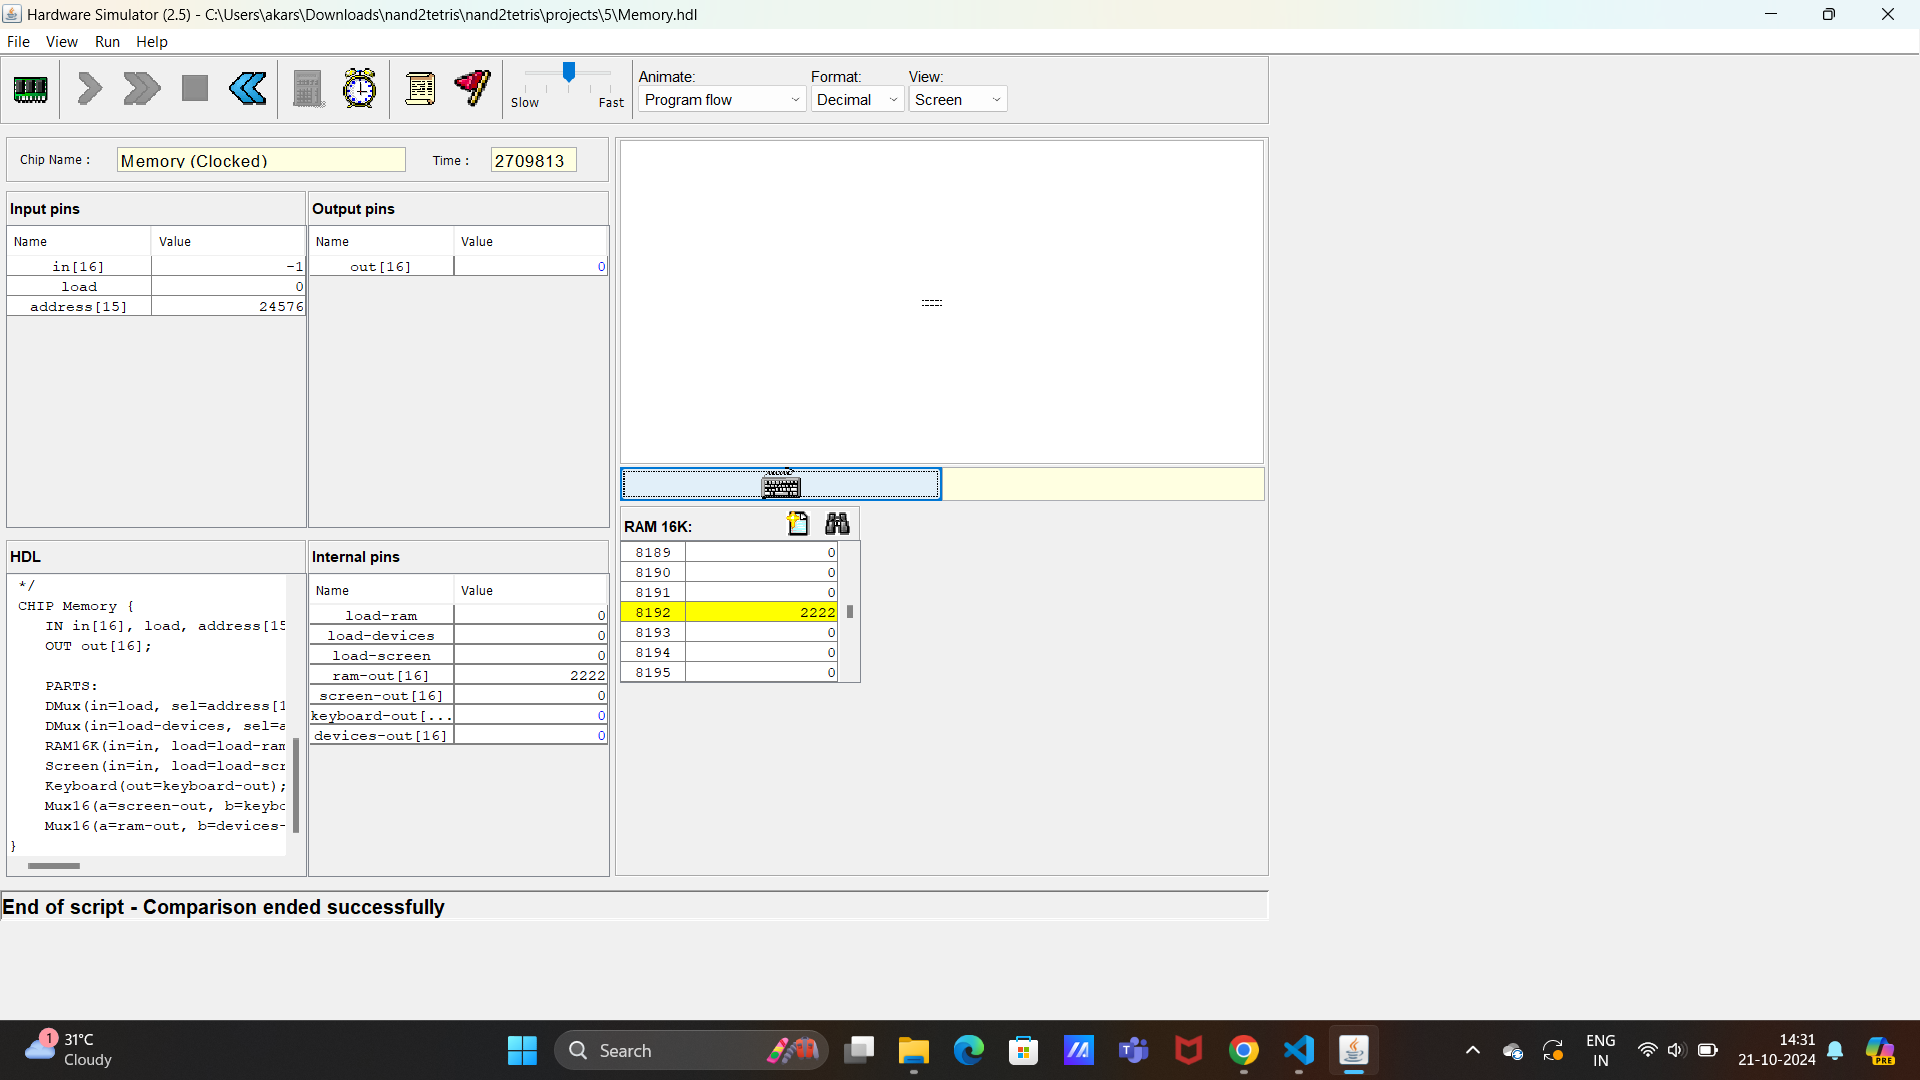 Hardware Simulator (2.5) - C:\Users\akars\Downloads\nand2tetris\nand2tetris\projects\5\Memory.hdl
File View Run Help
Slow Fast
Animate: Format: View:
Program flow Decimal Screen
Chip Name : Memory (Clocked) Time : 2709813
Input pins
Name Value
in[16] -1
load 0
address[15] 24576
Output pins
Name Value
out[16] 0
HDL
*/
CHIP Memory {
IN in[16], load, address[15
OUT out[16];
PARTS:
DMux(in=load, sel=address[1
DMux(in=load-devices, sel=a
RAM16K(in=in, load=load-ram
Screen(in=in, load=load-scr
Keyboard(out=keyboard-out);
Mux16(a=screen-out, b=keybo
Mux16(a=ram-out, b=devices-
}
Internal pins
Name Value
load-ram 0
load-devices 0
load-screen 0
ram-out[16] 2222
screen-out[16] 0
keyboard-out[... 0
devices-out[16] 0
RAM 16K:
8189 0
8190 0
8191 0
8192 2222
8193 0
8194 0
8195 0
End of script - Comparison ended successfully
1
31°C
Cloudy
Search
ENG
IN
14:31
21-10-2024
PRE